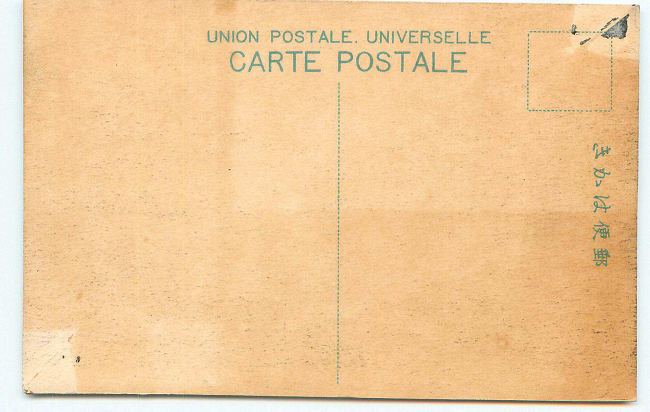 UNION POSTALE. UNIVERSELLE
CARTE POSTALE
きかは便郵